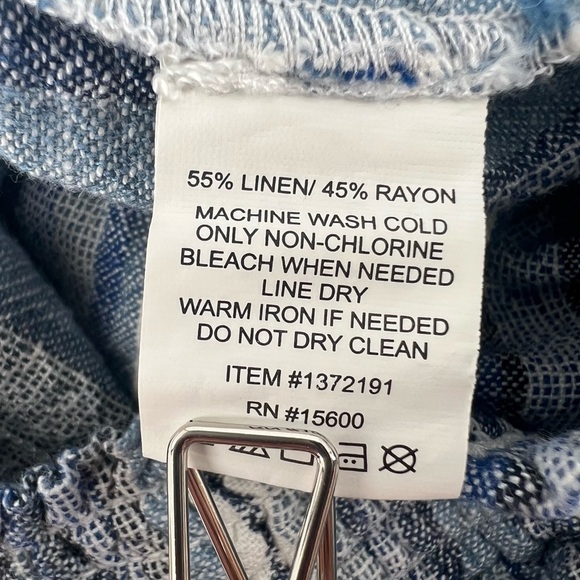 55% LINEN/ 45% RAYON
MACHINE WASH COLD
ONLY NON-CHLORINE
BLEACH WHEN NEEDED
LINE DRY
WARM IRON IF NEEDED
DO NOT DRY CLEAN
ITEM #1372191
RN #15600